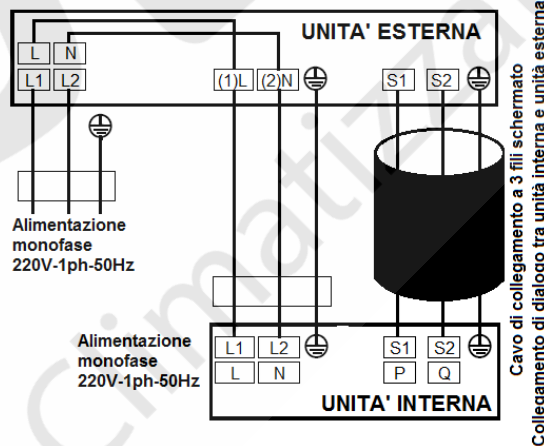 UNITA' ESTERNA
L N
L1 L2 (1)L (2)N S1 S2
Alimentazione
monofase
220V-1ph-50Hz
Alimentazione
monofase
220V-1ph-50Hz
L1 L2 S1 S2
L N P Q
UNITA' INTERNA
Cavo di collegamento a 3 fili schermato
Collegamento di dialogo tra unità interna e unità esterna